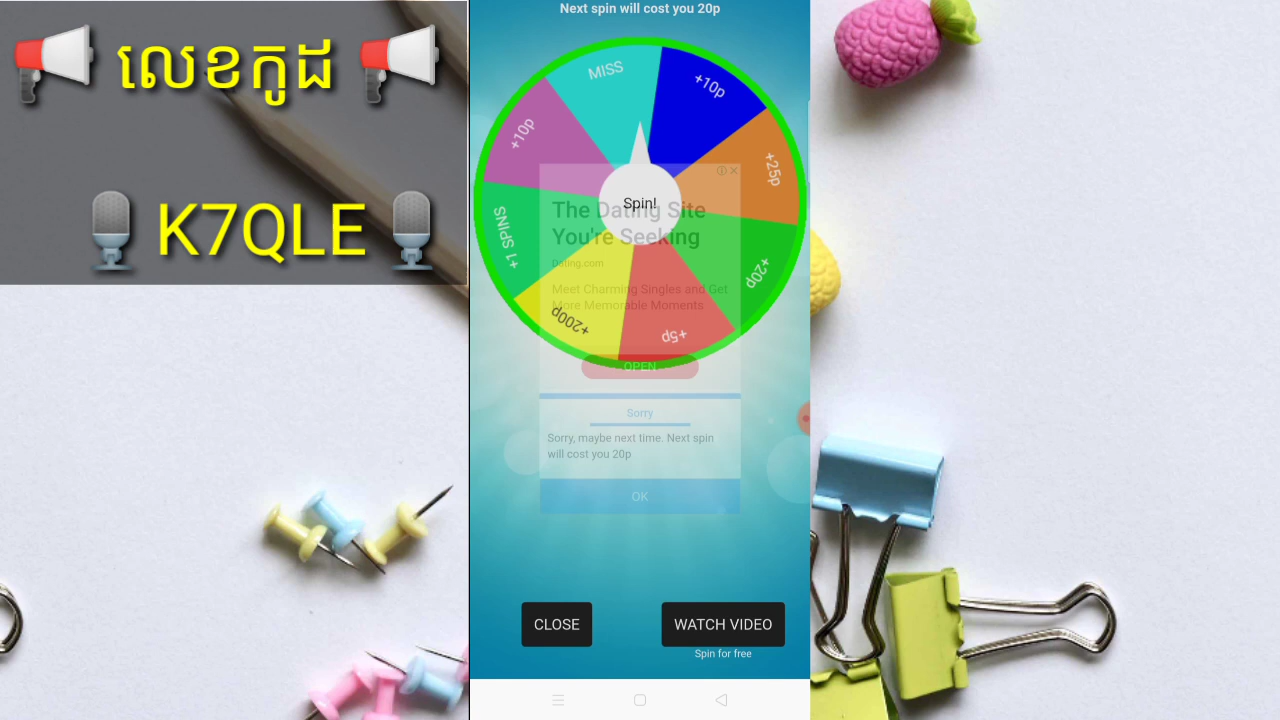 លេខកូដ
K7QLE
Next spin will cost you 20p
MISS
+10p
+25p
+20p
+5p
+200p
+1 SPINS
+10p
Spin!
The Dating Site
You're Seeking
Dating.com
Meet Charming Singles and Get
More Memorable Moments
OPEN
Sorry
Sorry, maybe next time. Next spin
will cost you 20p
OK
CLOSE
WATCH VIDEO
Spin for free